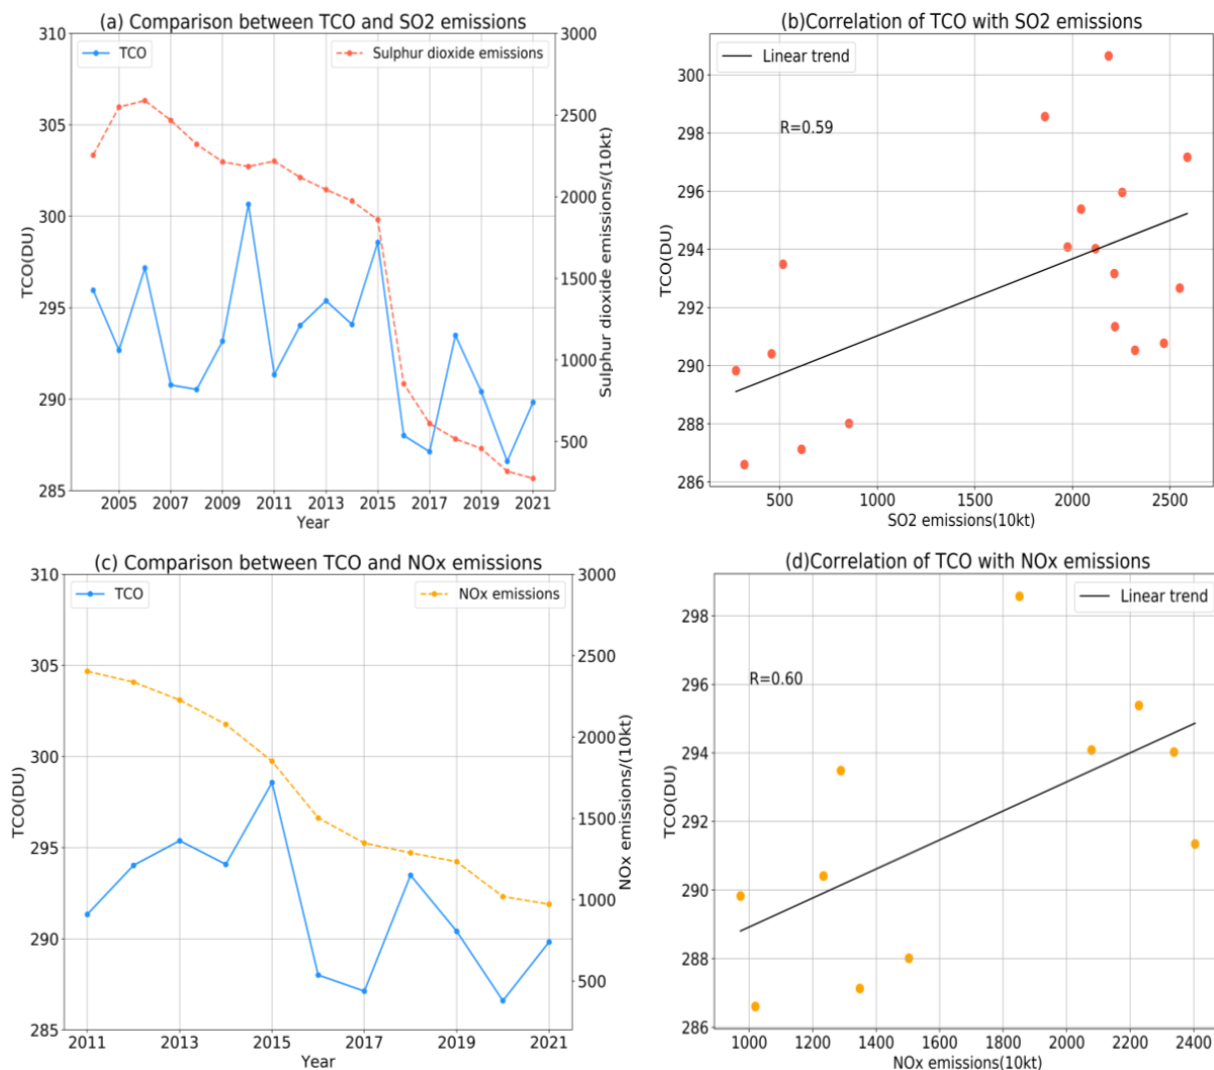 (a) Comparison between TCO and SO2 emissions
310
305
300
295
290
285
TCO(DU)
TCO
Sulphur dioxide emissions
3000
2500
2000
1500
1000
500
Sulphur dioxide emissions/(10kt)
2005 2007 2009 2011 2013 2015 2017 2019 2021
Year
(b)Correlation of TCO with SO2 emissions
Linear trend
R=0.59
300
298
296
294
292
290
288
286
TCO(DU)
500 1000 1500 2000 2500
SO2 emissions(10kt)
(c) Comparison between TCO and NOx emissions
310
305
300
295
290
285
TCO(DU)
TCO
NOx emissions
3000
2500
2000
1500
1000
500
NOx emissions/(10kt)
2011 2013 2015 2017 2019 2021
Year
(d)Correlation of TCO with NOx emissions
Linear trend
R=0.60
298
296
294
292
290
288
286
TCO(DU)
1000 1200 1400 1600 1800 2000 2200 2400
NOx emissions(10kt)